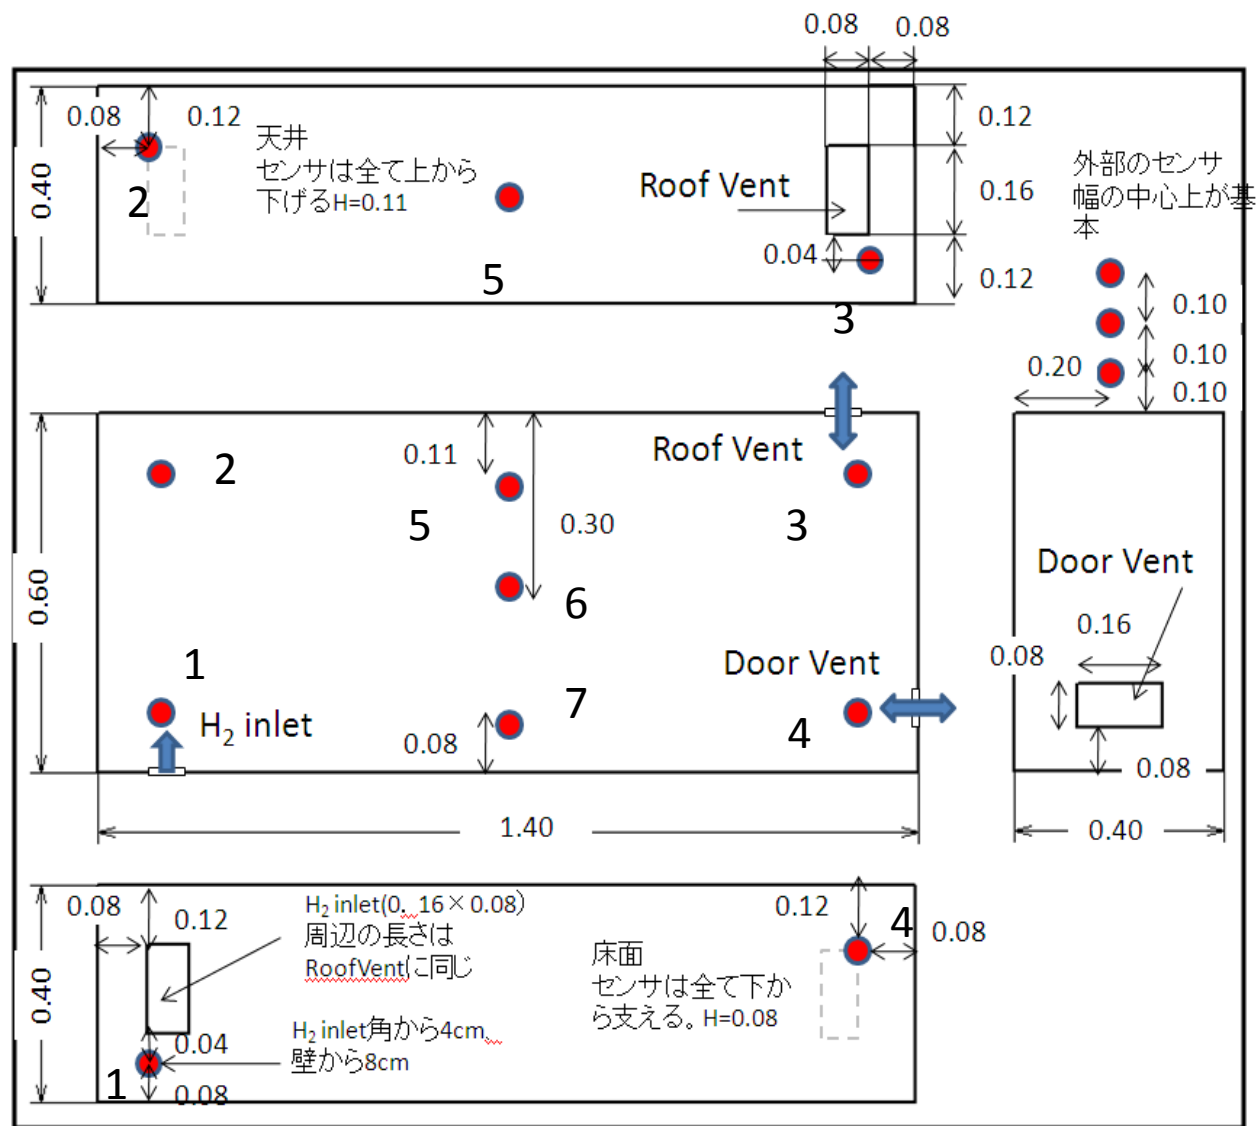 0.08
0.08
0.08
0.12
0.40
2
天井
センサは全て上から
下げるH=0.11
5
Roof Vent
0.04
3
0.12
0.16
0.12
外部のセンサ
幅の中心上が基
本
0.10
0.10
0.10
0.20
0.60
2
0.11
5
0.30
6
Roof Vent
3
1
H₂ inlet
7
0.08
Door Vent
4
1.40
Door Vent
0.16
0.08
0.08
0.40
0.40
0.08
0.12
H₂ inlet(0. 16×0.08)
周辺の長さは
RoofVentに同じ
0.04
H₂ inlet角から4cm、
壁から8cm
1
0.08
床面
センサは全て下か
ら支える。H=0.08
0.12
4
0.08